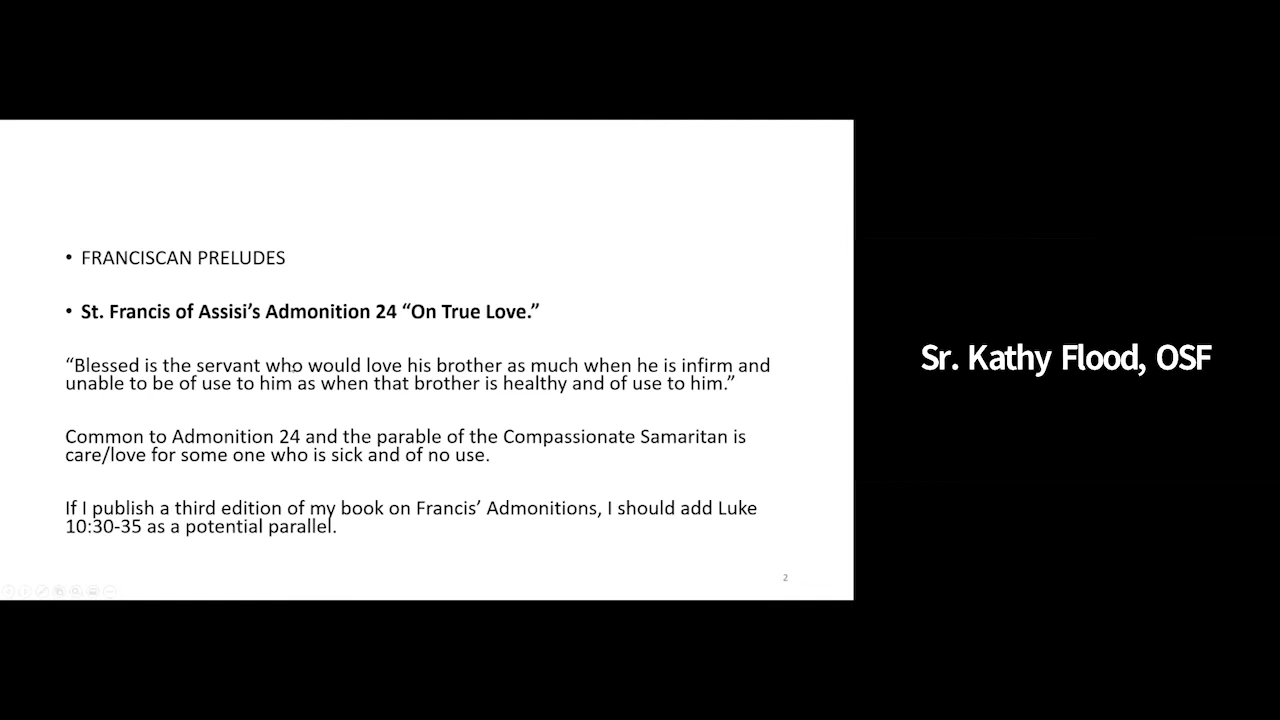 • FRANCISCAN PRELUDES
• St. Francis of Assisi’s Admonition 24 “On True Love.”
“Blessed is the servant who would love his brother as much when he is infirm and
unable to be of use to him as when that brother is healthy and of use to him.”
Common to Admonition 24 and the parable of the Compassionate Samaritan is
care/love for some one who is sick and of no use.
If I publish a third edition of my book on Francis’ Admonitions, I should add Luke
10:30-35 as a potential parallel.
2
Sr. Kathy Flood, OSF